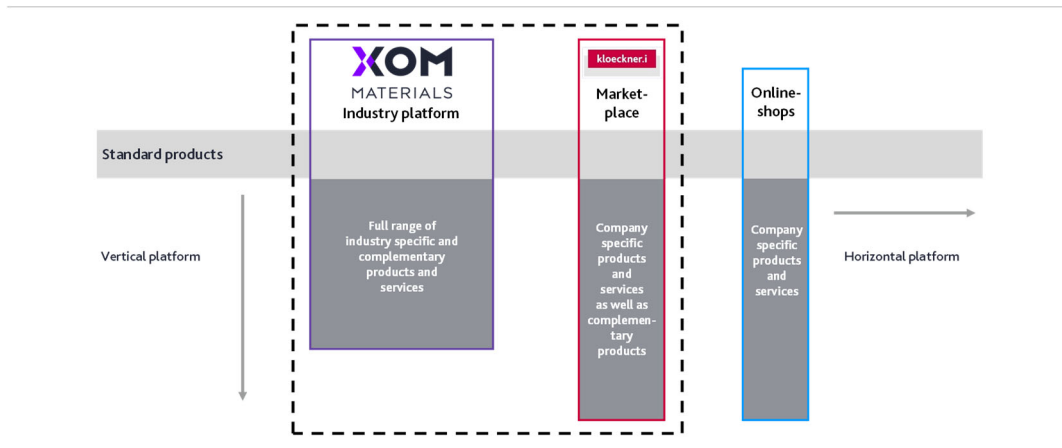 XOM
MATERIALS
Industry platform
kloeckner.i
Market-
place
Online-
shops
Standard products
Vertical platform
Full range of
industry specific and
complementary
products and
services
Company
specific
products
and
services
as well as
complemen-
tary
products
Company
specific
products
and
services
Horizontal platform